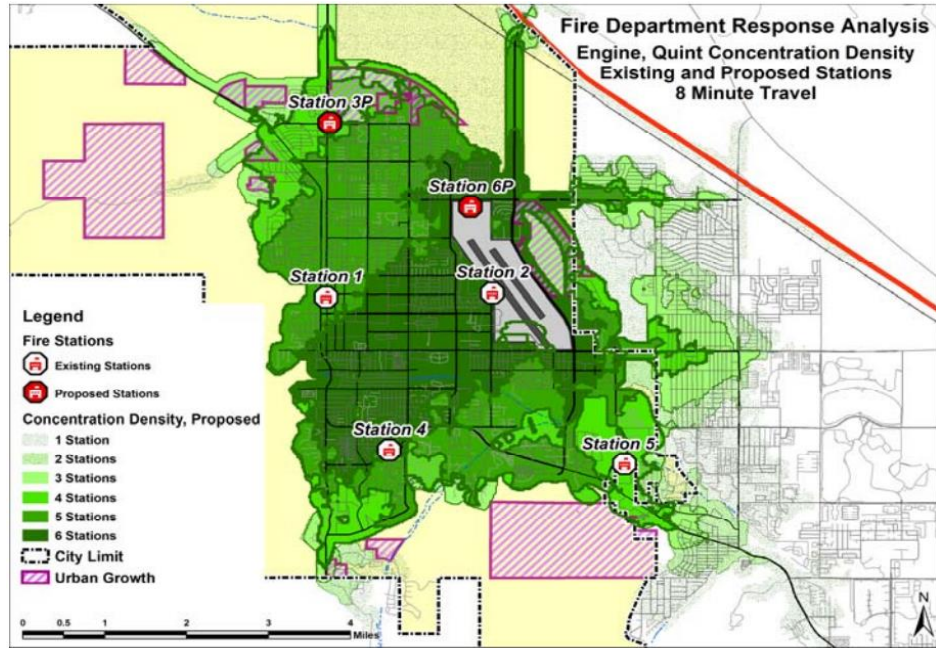 Fire Department Response Analysis
Engine, Quint Concentration Density
Existing and Proposed Stations
8 Minute Travel
Station 3P
Station 6P
Station 1
Station 2
Station 4
Station 5
Legend
Fire Stations
Existing Stations
Proposed Stations
Concentration Density, Proposed
1 Station
2 Stations
3 Stations
4 Stations
5 Stations
6 Stations
City Limit
Urban Growth
0 0.5 1 2 3 4
Miles
N